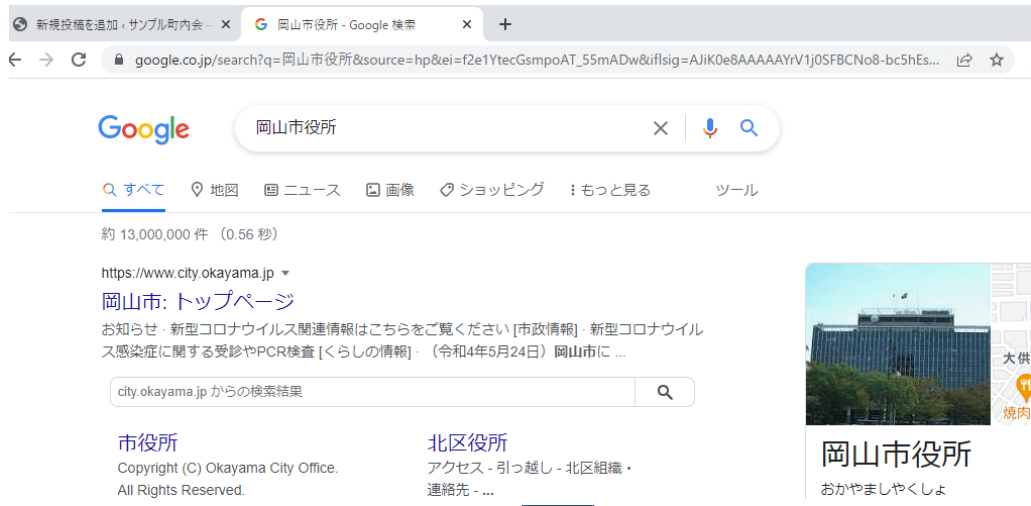 新規投稿を追加 ‹ サンプル町内会 –
岡山市役所 - Google 検索
google.co.jp/search?q=岡山市役所&source=hp&ei=f2e1YtecGsmpoAT_55mADw&iflsig=AJiK0e8AAAAAYrV1j0SFBCNo8-bc5hEs...
Google
岡山市役所
すべて 地図 ニュース 画像 ショッピング もっと見る ツール
約 13,000,000 件 (0.56 秒)
https://www.city.okayama.jp
岡山市: トップページ
お知らせ · 新型コロナウイルス関連情報はこちらをご覧ください [市政情報] · 新型コロナウイル
ス感染症に関する受診やPCR検査 [くらしの情報] · (令和4年5月24日) 岡山市に ...
city.okayama.jp からの検索結果
市役所
Copyright (C) Okayama City Office.
All Rights Reserved.
北区役所
アクセス - 引っ越し - 北区組織・
連絡先 - ...
大供
焼肉
岡山市役所
おかやましやくしょ